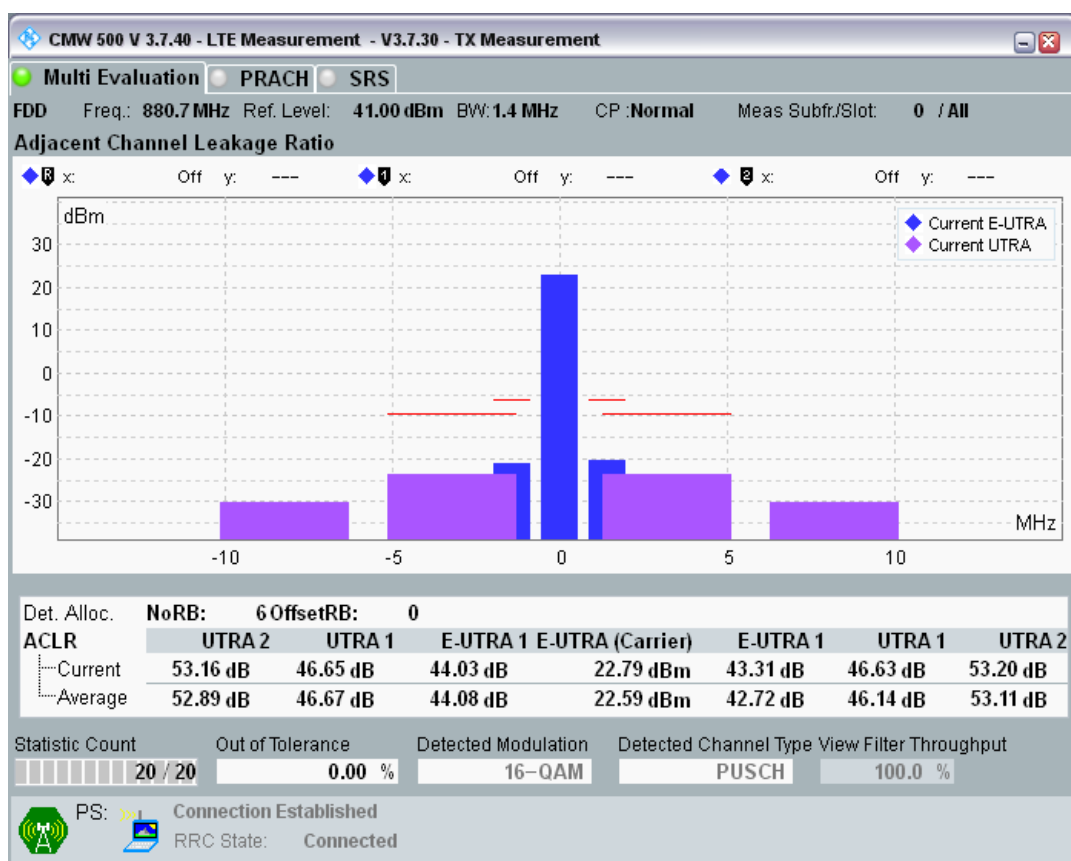 CMW 500 V 3.7.40 - LTE Measurement - V3.7.30 - TX Measurement
Multi Evaluation PRACH SRS
FDD Freq.: 880.7 MHz Ref. Level: 41.00 dBm BW: 1.4 MHz CP :Normal Meas Subfr./Slot: 0 / All
Adjacent Channel Leakage Ratio
R x: Off y: --- 1 x: Off y: --- 2 x: Off y: ---
dBm
Current E-UTRA
Current UTRA
30
20
10
0
-10
-20
-30
MHz
-10 -5 0 5 10
Det. Alloc. NoRB: 6 OffsetRB: 0
ACLR UTRA 2 UTRA 1 E-UTRA 1 E-UTRA (Carrier) E-UTRA 1 UTRA 1 UTRA 2
Current 53.16 dB 46.65 dB 44.03 dB 22.79 dBm 43.31 dB 46.63 dB 53.20 dB
Average 52.89 dB 46.67 dB 44.08 dB 22.59 dBm 42.72 dB 46.14 dB 53.11 dB
Statistic Count Out of Tolerance Detected Modulation Detected Channel Type View Filter Throughput
20 / 20 0.00 % 16-QAM PUSCH 100.0 %
PS: Connection Established
RRC State: Connected